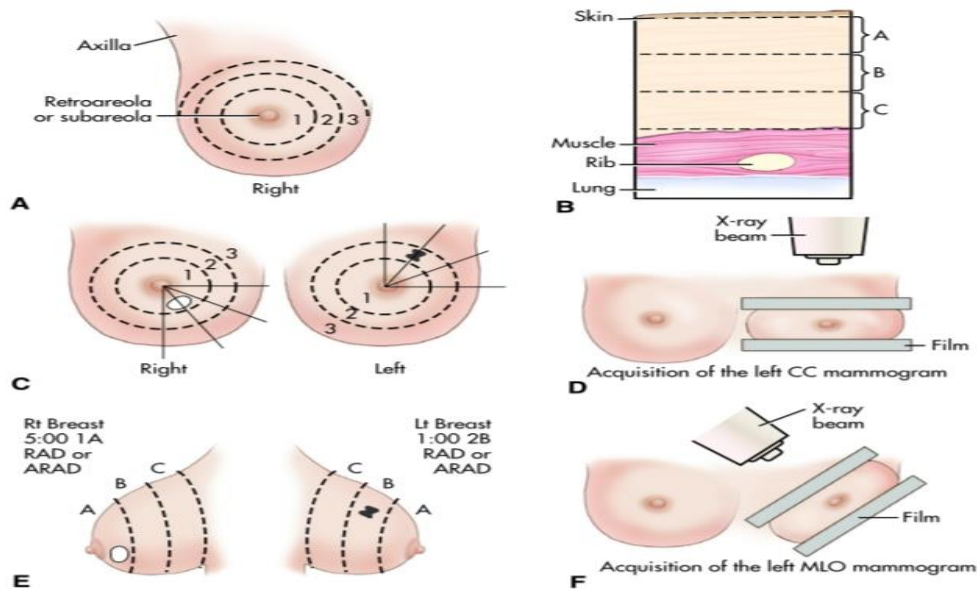 Axilla
Retroareola
or subareola
1 2 3
Right
A
Skin
A
B
C
Muscle
Rib
Lung
B
1
2
3
Right
1
2
3
Left
C
X-ray
beam
Film
Acquisition of the left CC mammogram
D
Rt Breast
5:00 1A
RAD or
ARAD
A
B
C
Lt Breast
1:00 2B
RAD or
ARAD
C
B
A
E
X-ray
beam
Film
Acquisition of the left MLO mammogram
F